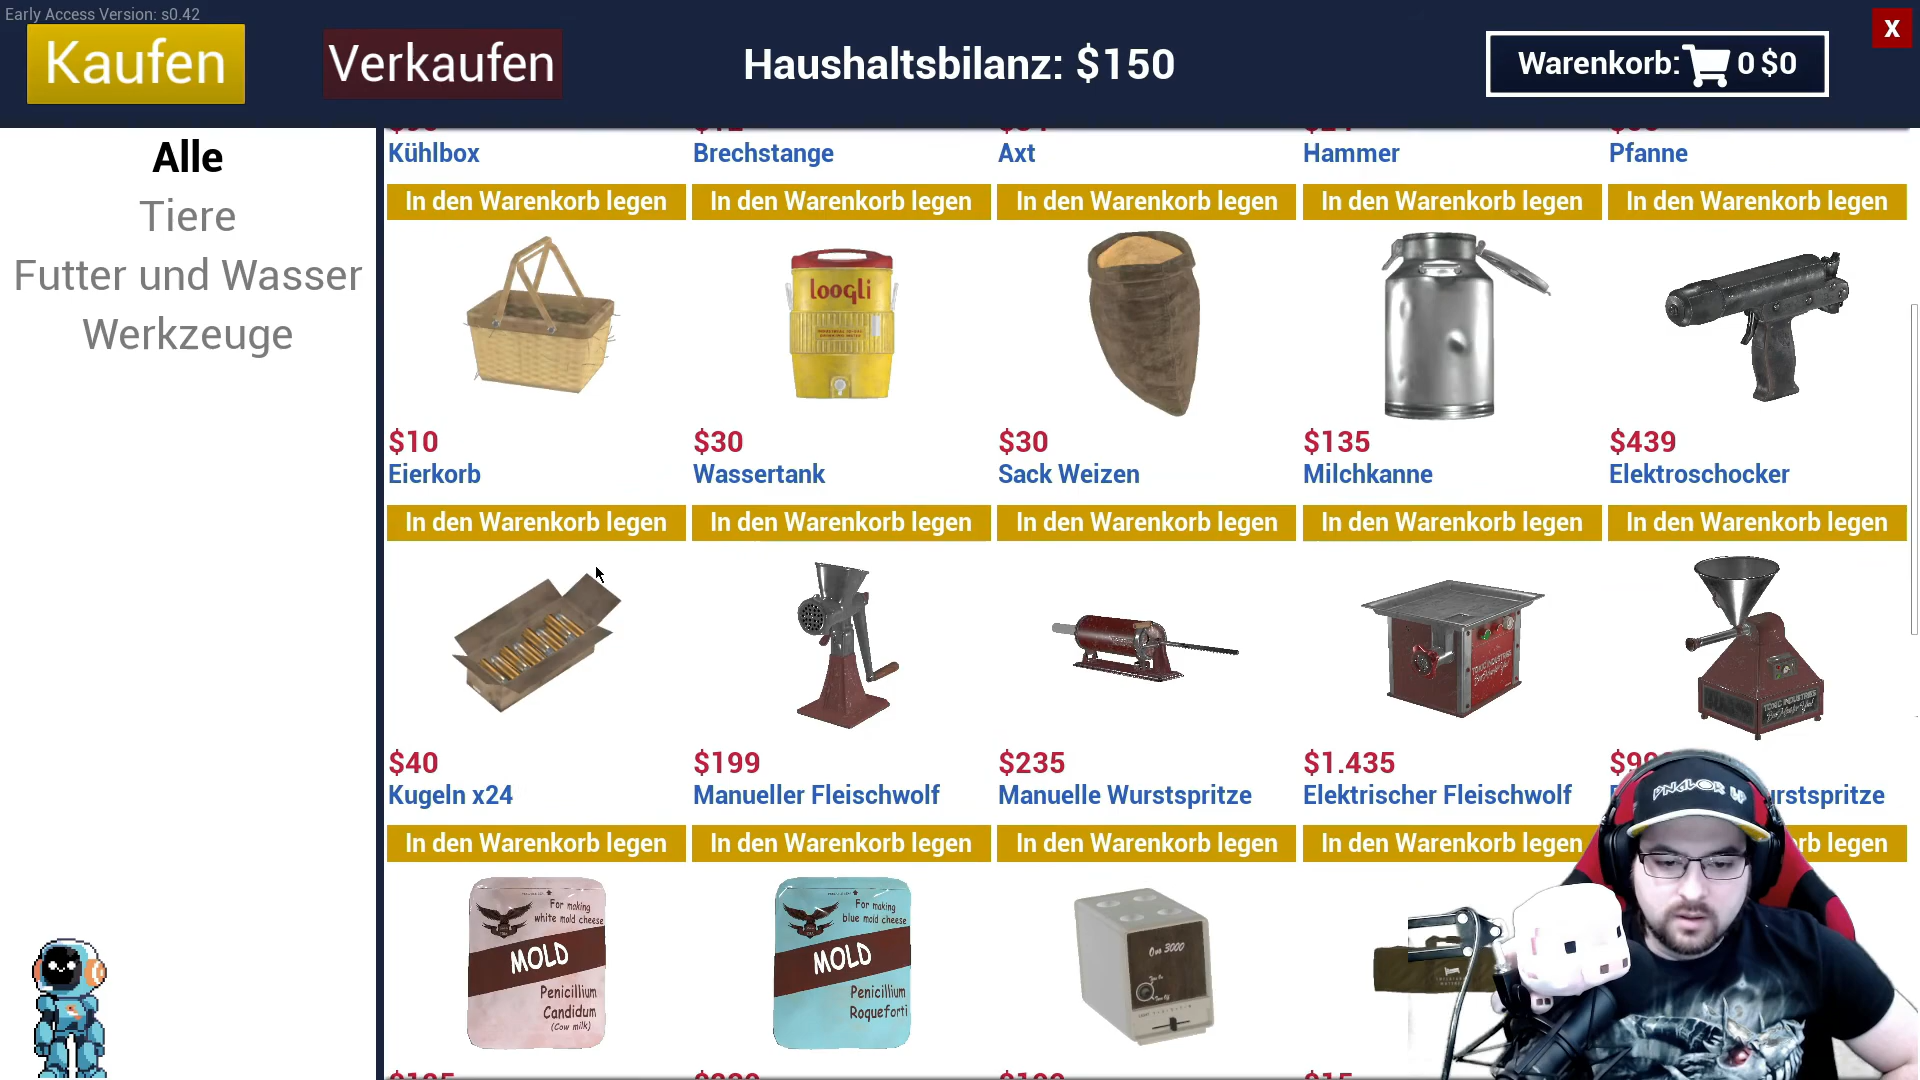 Early Access Version: s0.42
Kaufen
Verkaufen
Haushaltsbilanz: $150
Warenkorb: 0 $0
X
Alle
Tiere
Futter und Wasser
Werkzeuge
Kühlbox
Brechstange
Axt
Hammer
Pfanne
In den Warenkorb legen
In den Warenkorb legen
In den Warenkorb legen
In den Warenkorb legen
In den Warenkorb legen
loogli
$10
$30
$30
$135
$439
Eierkorb
Wassertank
Sack Weizen
Milchkanne
Elektroschocker
In den Warenkorb legen
In den Warenkorb legen
In den Warenkorb legen
In den Warenkorb legen
In den Warenkorb legen
TOXIC INDUSTRIES
TOXIC INDUSTRIES
$40
$199
$235
$1.435
Kugeln x24
Manueller Fleischwolf
Manuelle Wurstspritze
Elektrischer Fleischwolf
In den Warenkorb legen
In den Warenkorb legen
In den Warenkorb legen
In den Warenkorb legen
For making
white mold cheese
MOLD
Penicillium
Candidum
(Cow milk)
For making
blue mold cheese
MOLD
Penicillium
Roqueforti
Ova 3000